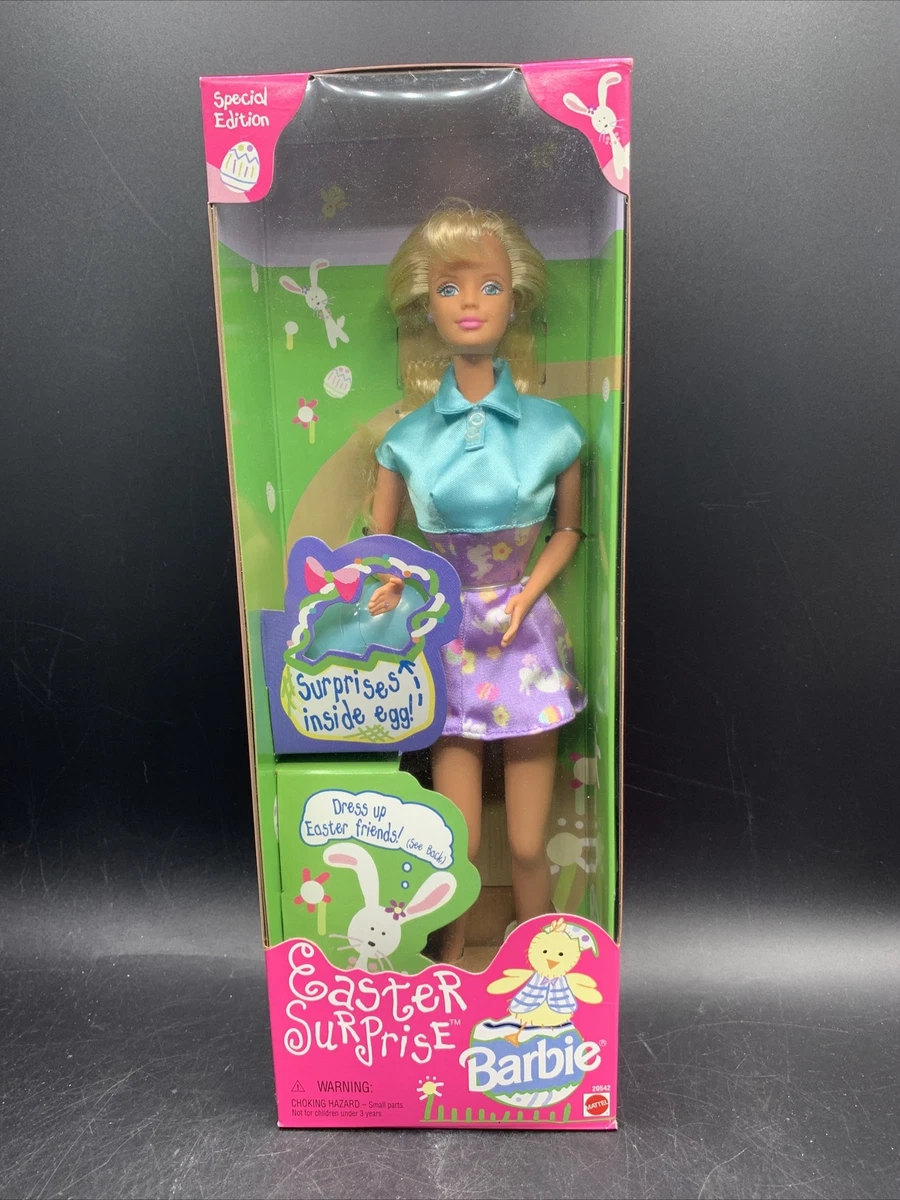 Special
Edition
Surprises
inside egg!
Dress up
Easter friends! (See Back)
Easter
Surprise™
Barbie®
⚠ WARNING:
CHOKING HAZARD – Small parts
Not for children under 3 years
20542
MATTEL